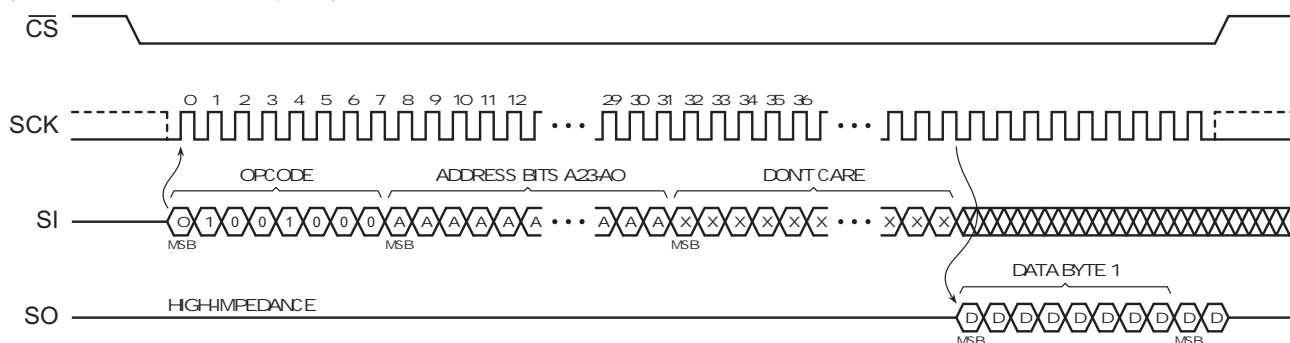 CS
0 1 2 3 4 5 6 7 8 9 10 11 12 29 30 31 32 33 34 35 36
SCK
OPCODE ADDRESS BITS A23-A0 DON'T CARE
SI 0 1 0 0 1 0 0 0 A A A A A A A A A X X X X X X X X X
MSB MSB MSB
DATA BYTE 1
HIGH-IMPEDANCE
SO D D D D D D D D D D
MSB MSB